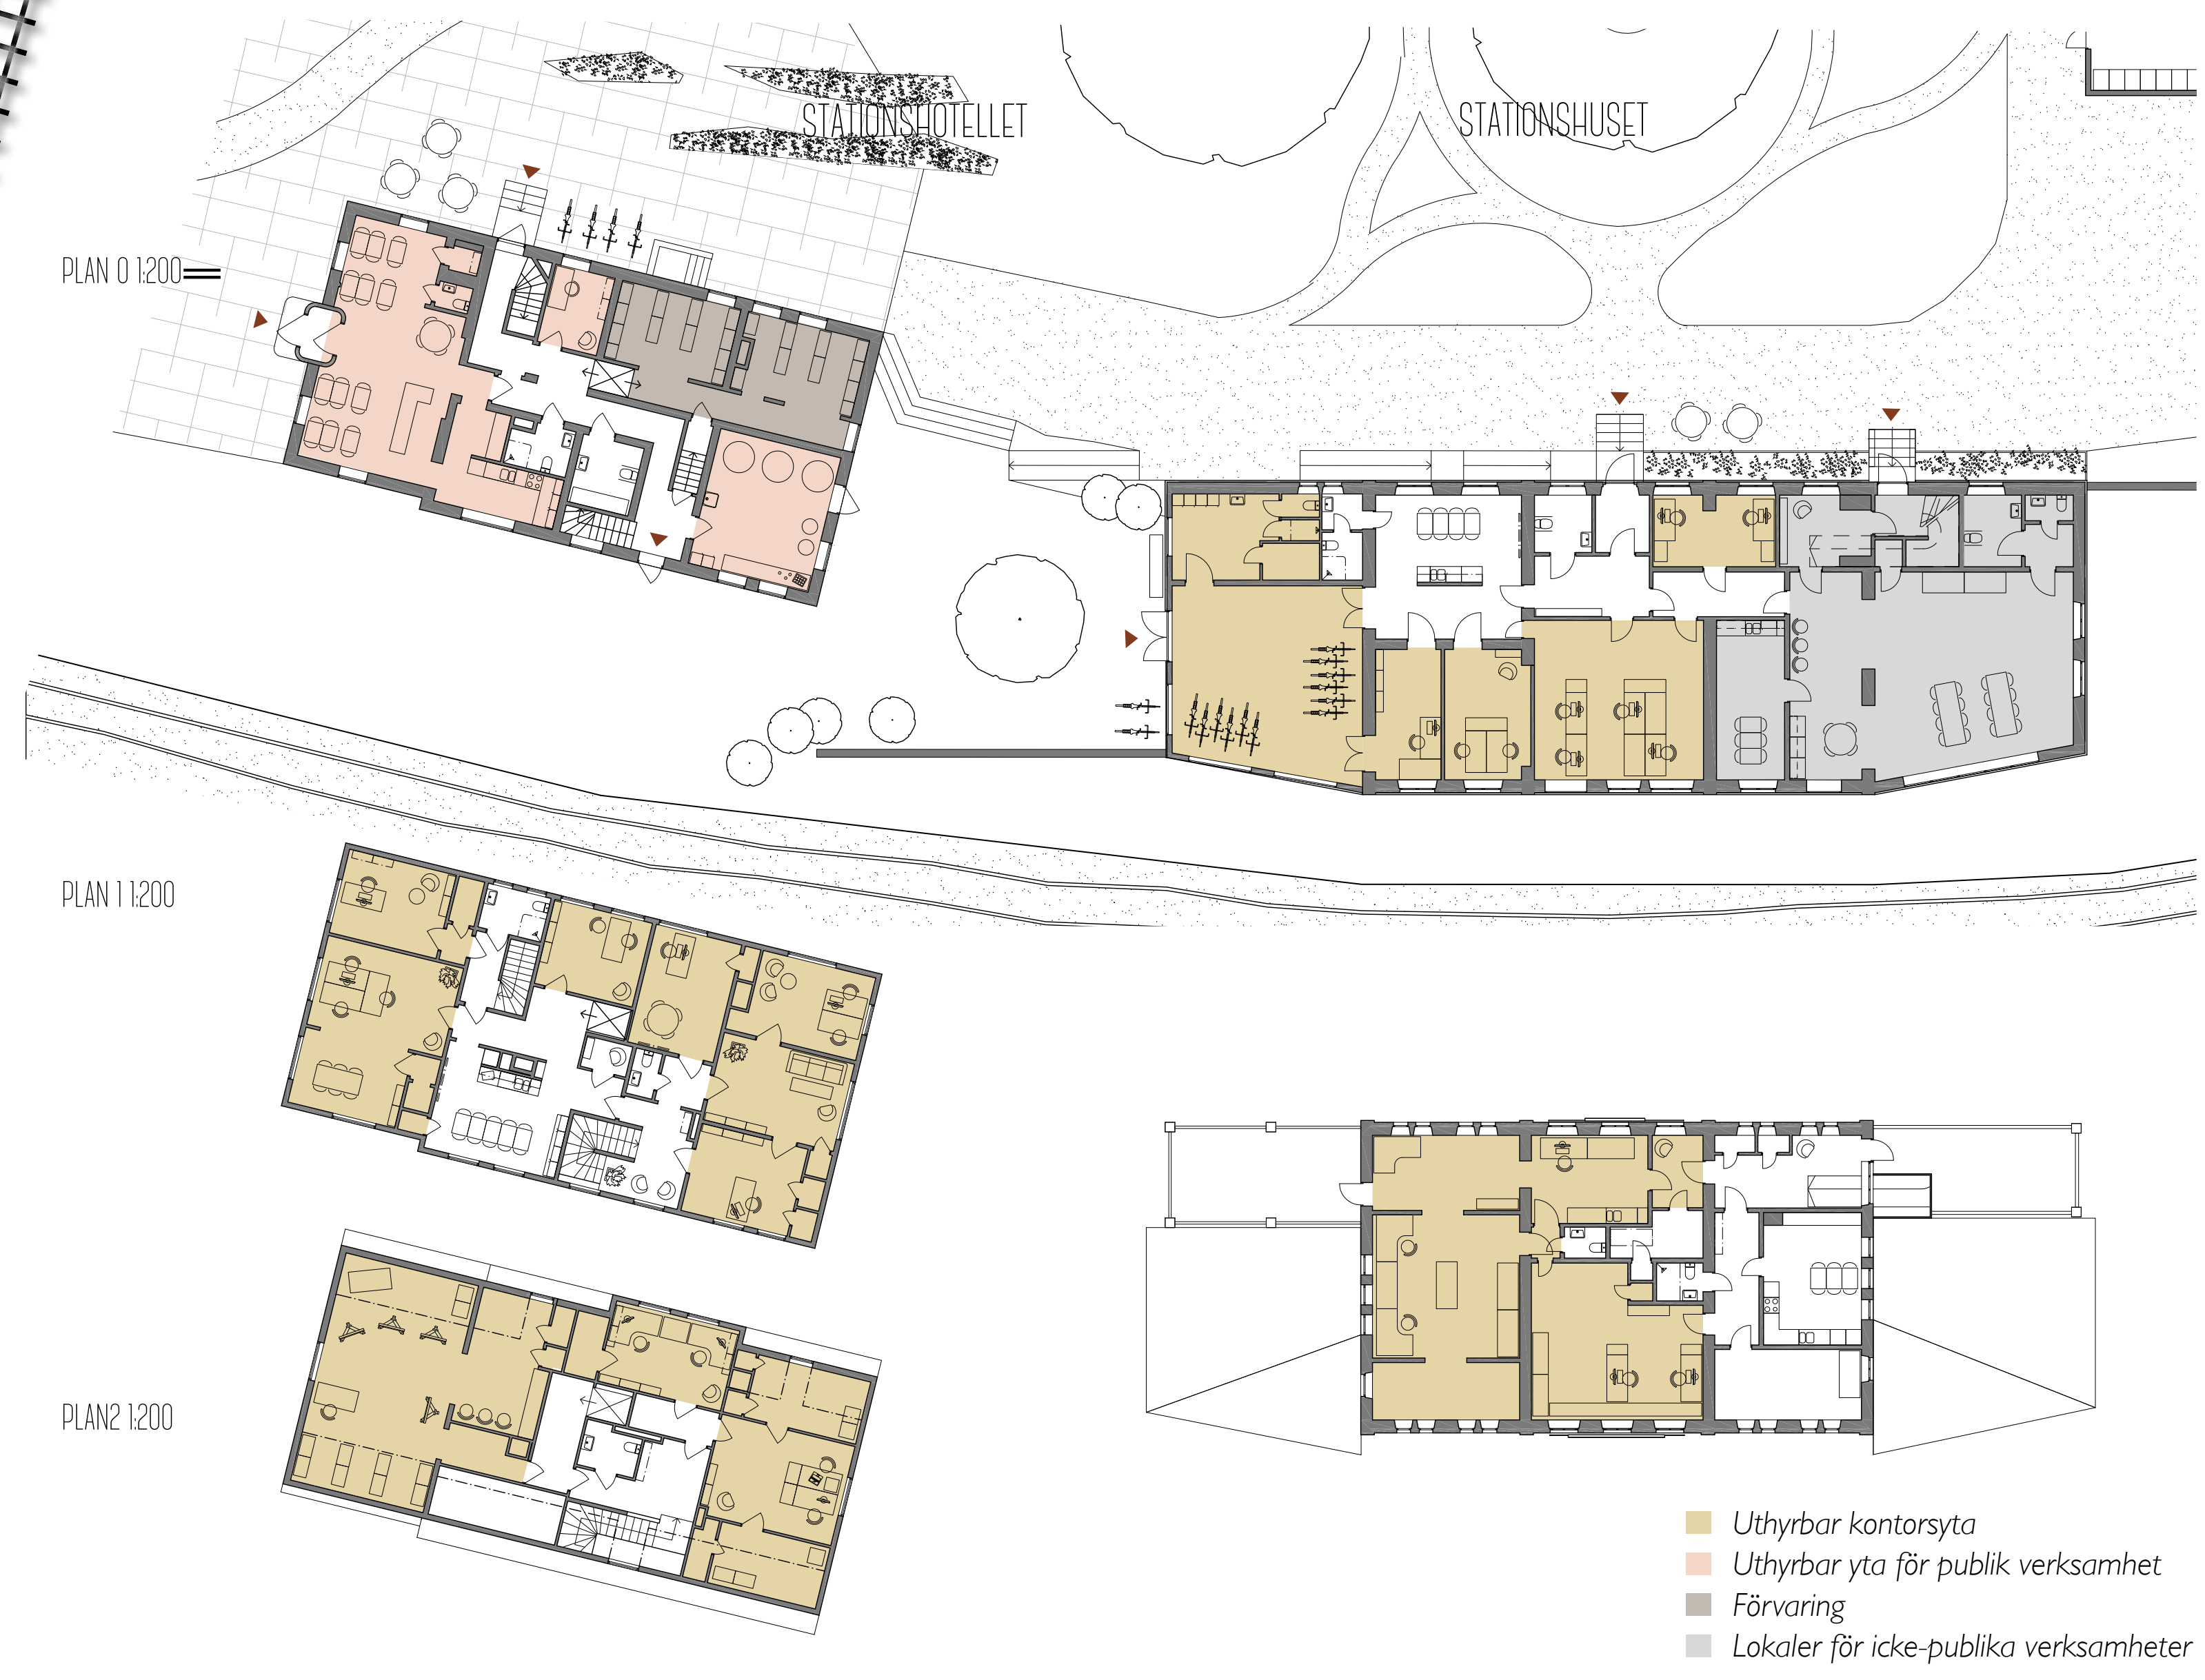 STATIONSHOTELLET
STATIONSHUSET
PLAN 0 1:200
PLAN 1 1:200
PLAN2 1:200
Uthyrbar kontorsyta
Uthyrbar yta för publik verksamhet
Förvaring
Lokaler för icke-publika verksamheter